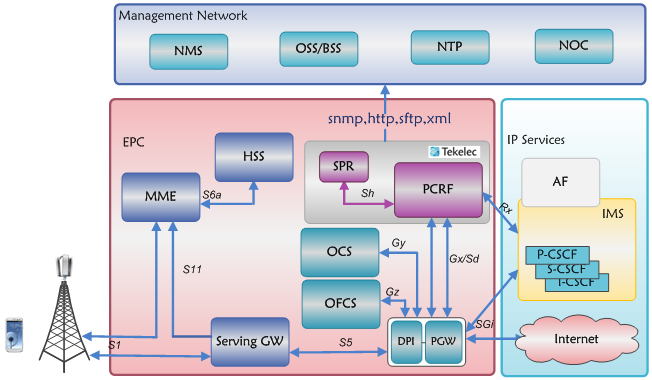 Management Network
NMS
OSS/BSS
NTP
NOC
snmp,http,sftp,xml
EPC
IP Services
Tekelec
HSS
SPR
PCRF
AF
MME
S6a
Sh
Rx
IMS
OCS
Gy
Gx/Sd
P-CSCF
S-CSCF
I-CSCF
S11
OFCS
Gz
SGi
S1
Serving GW
S5
DPI
PGW
Internet